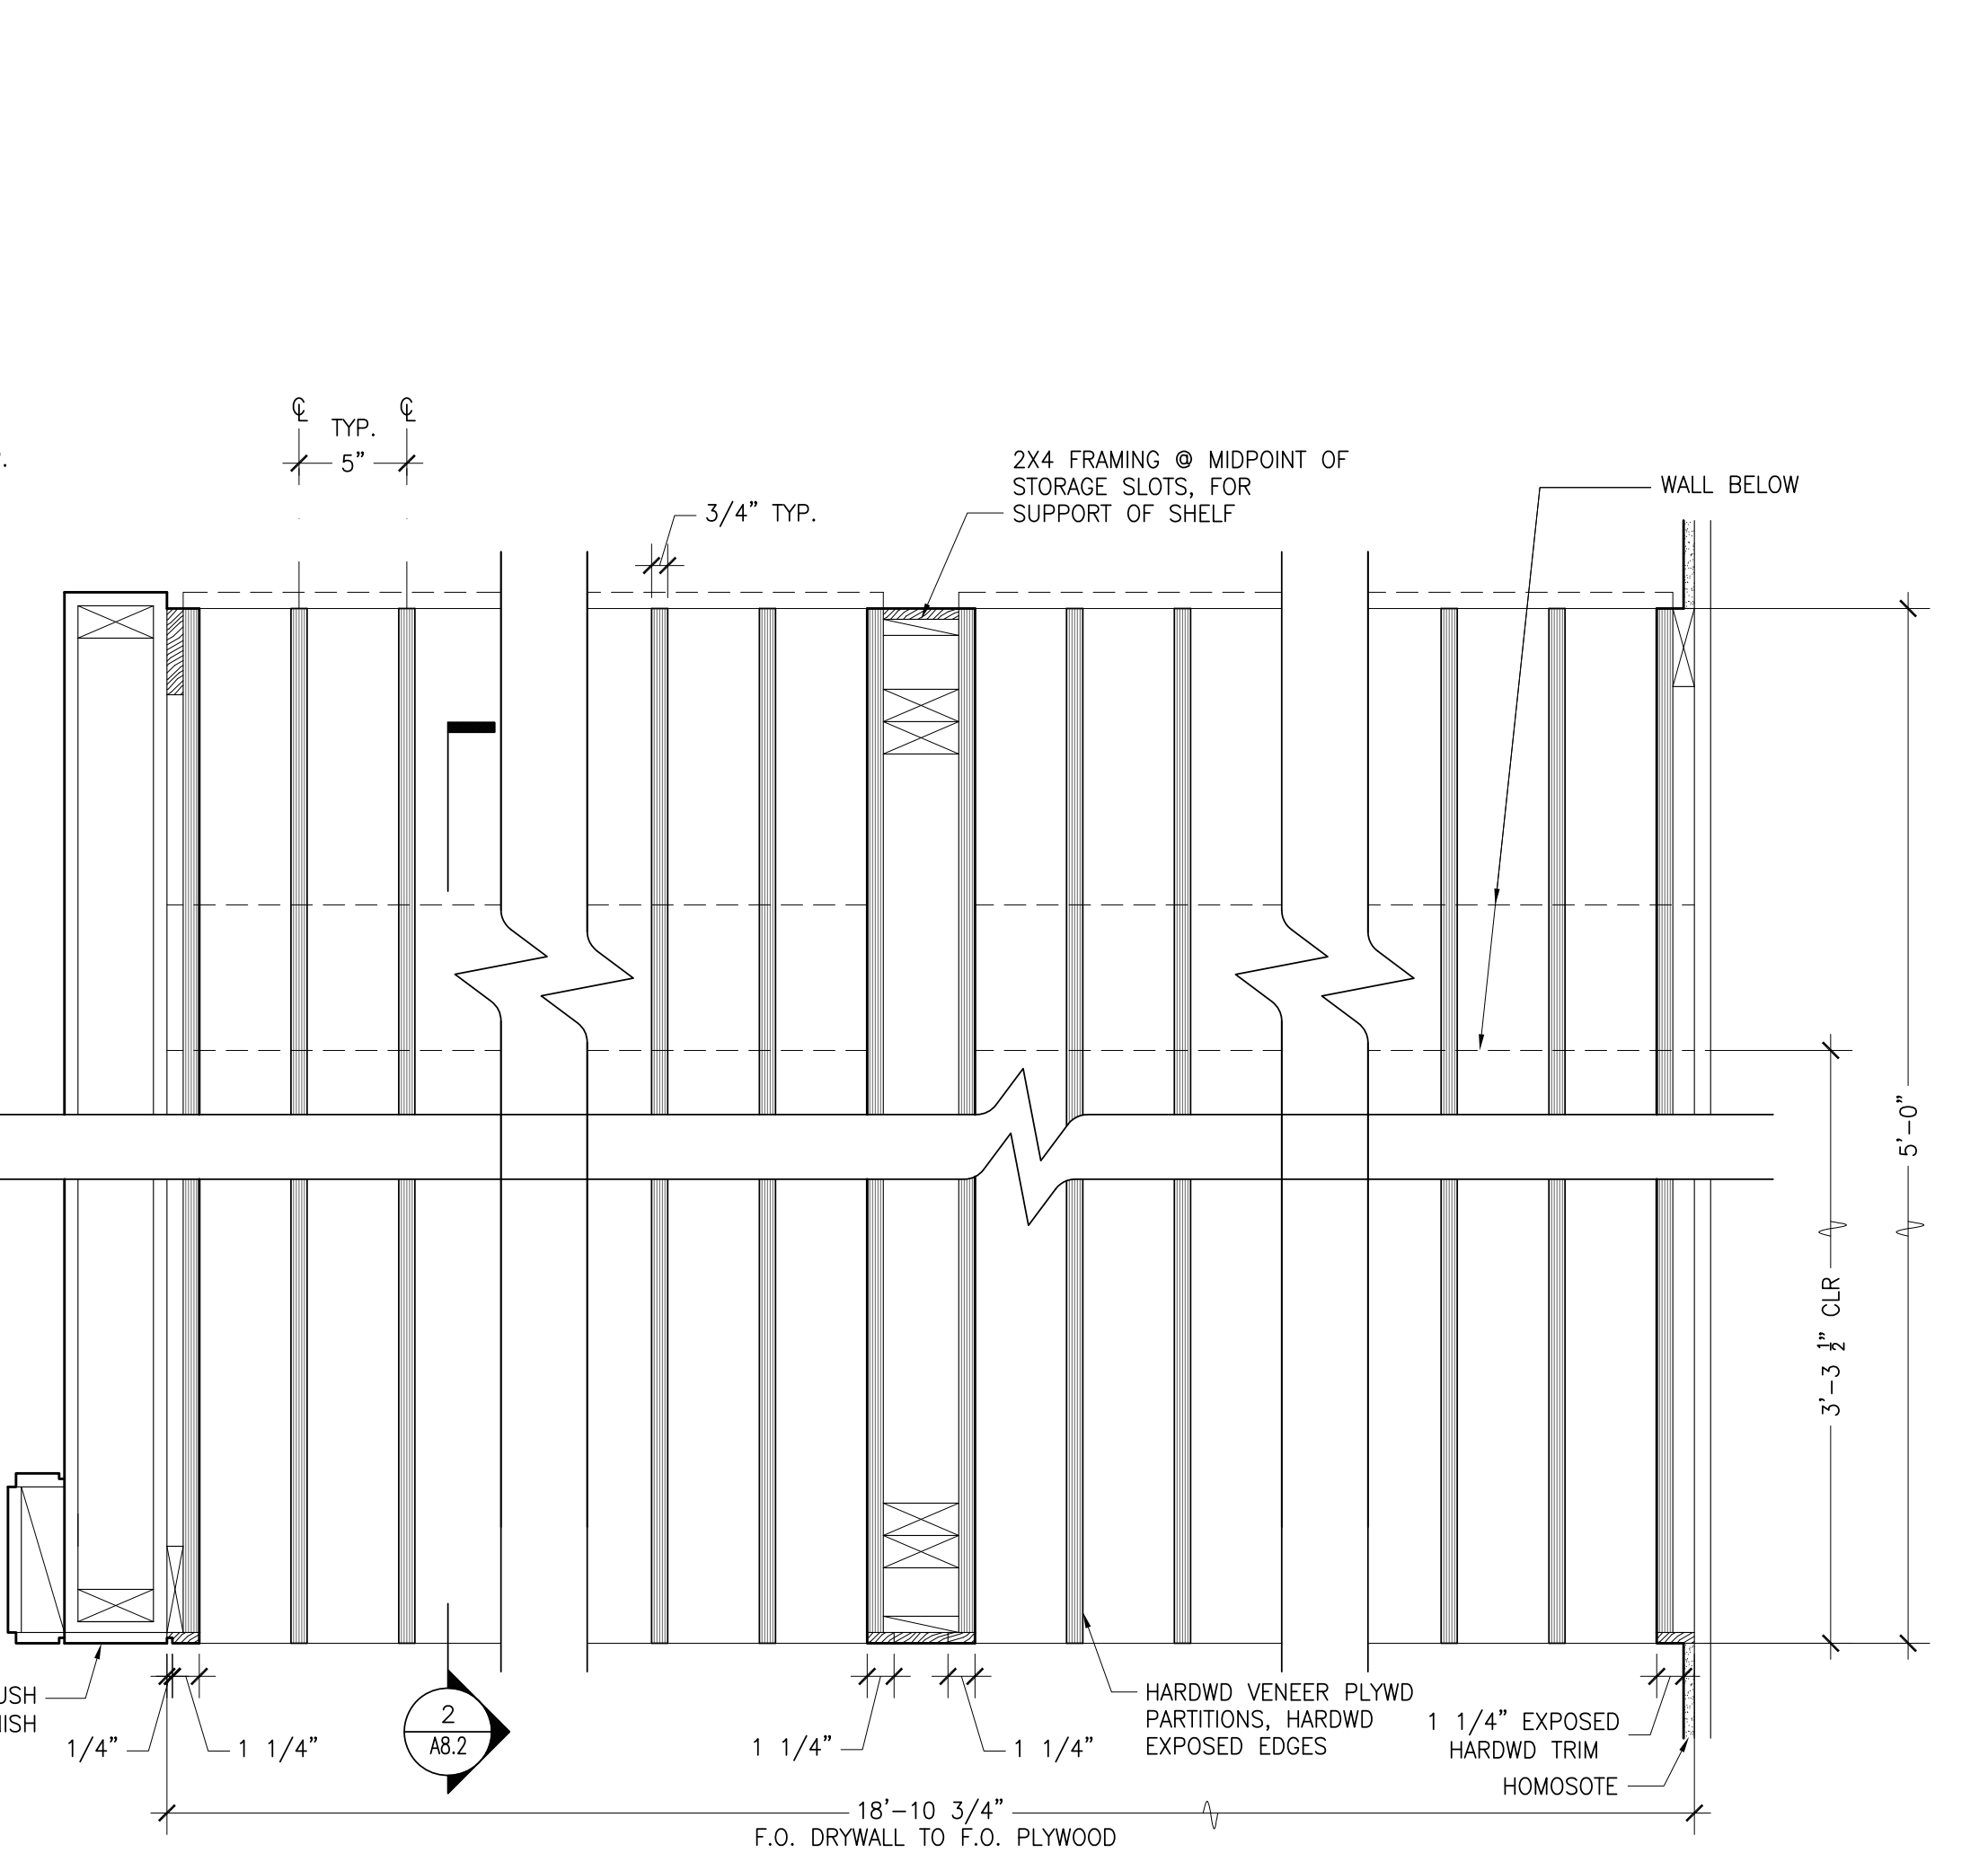 ℄ ℄
TYP.
5”
3/4” TYP.
2X4 FRAMING @ MIDPOINT OF
STORAGE SLOTS, FOR
SUPPORT OF SHELF
WALL BELOW
5’-0”
3’-3 1/2” CLR
USH
NISH
1/4”
1 1/4”
2
A8.2
1 1/4”
1 1/4”
HARDWD VENEER PLYWD
PARTITIONS, HARDWD
EXPOSED EDGES
1 1/4” EXPOSED
HARDWD TRIM
HOMOSOTE
18’-10 3/4”
F.O. DRYWALL TO F.O. PLYWOOD